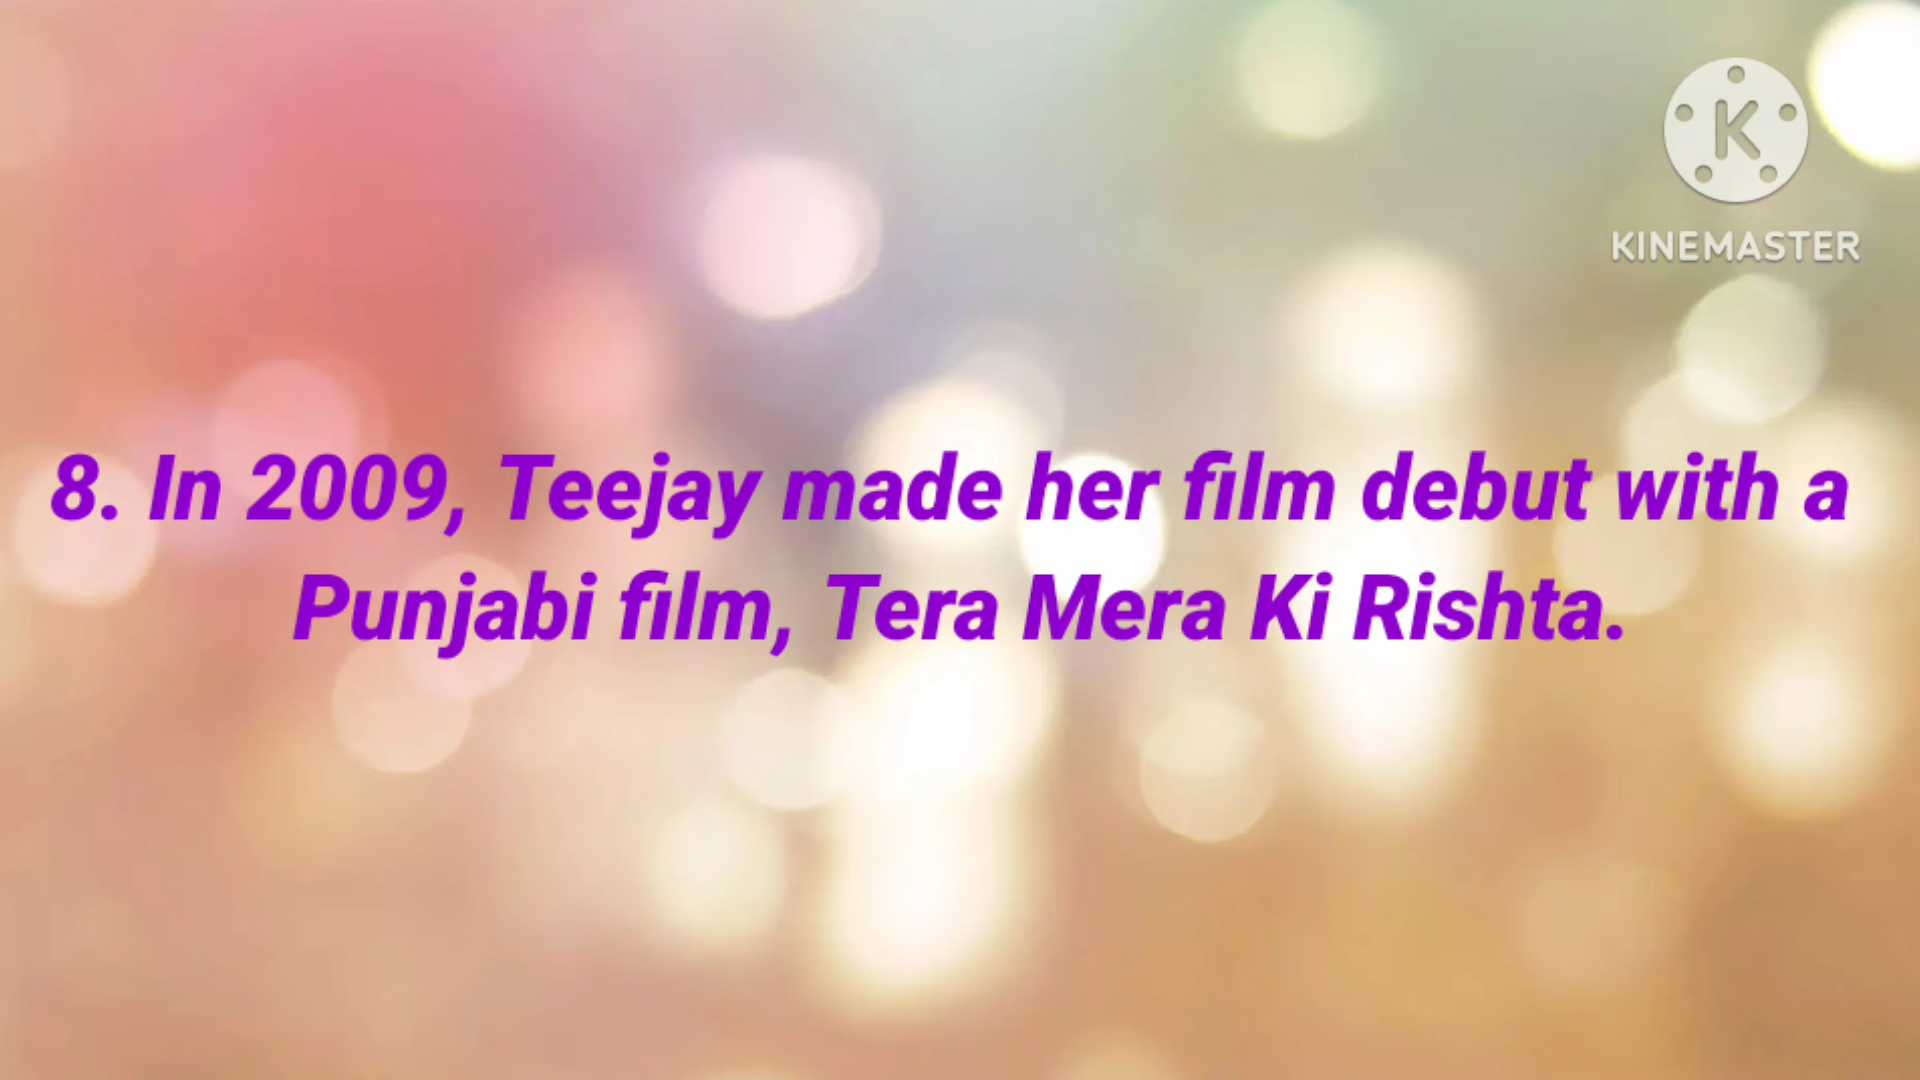 K
KINEMASTER
8. In 2009, Teejay made her film debut with a
Punjabi film, Tera Mera Ki Rishta.